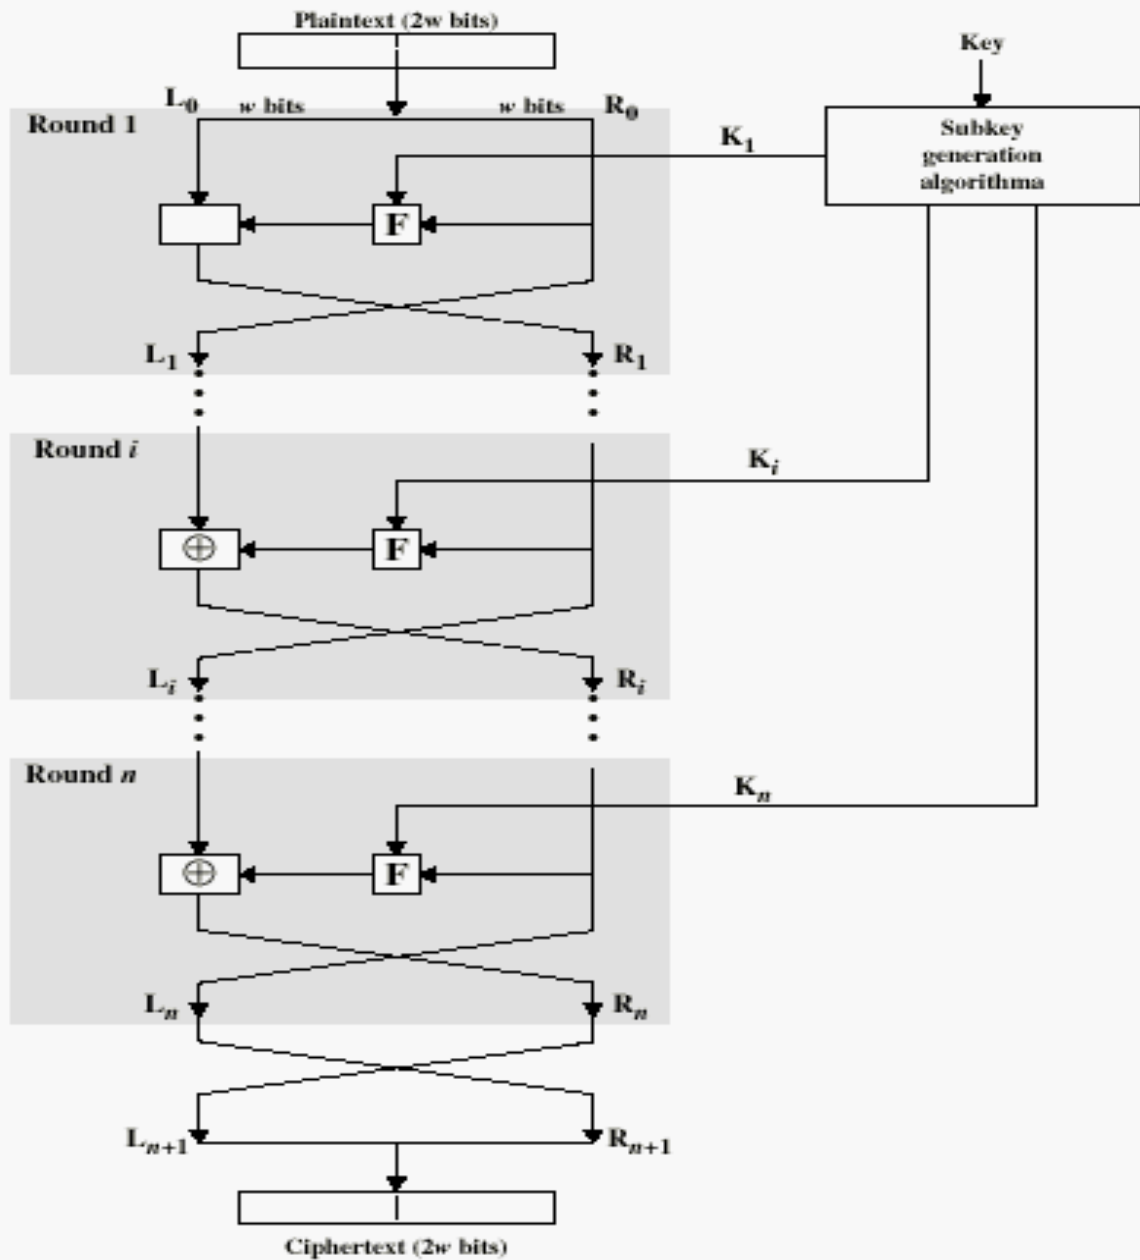 Plaintext (2w bits)
Key
L0 w bits w bits R0
Round 1
K1
Subkey
generation
algorithma
F
L1 R1
Round i
Ki
⊕ F
Li Ri
Round n
Kn
⊕ F
Ln Rn
Ln+1 Rn+1
Ciphertext (2w bits)